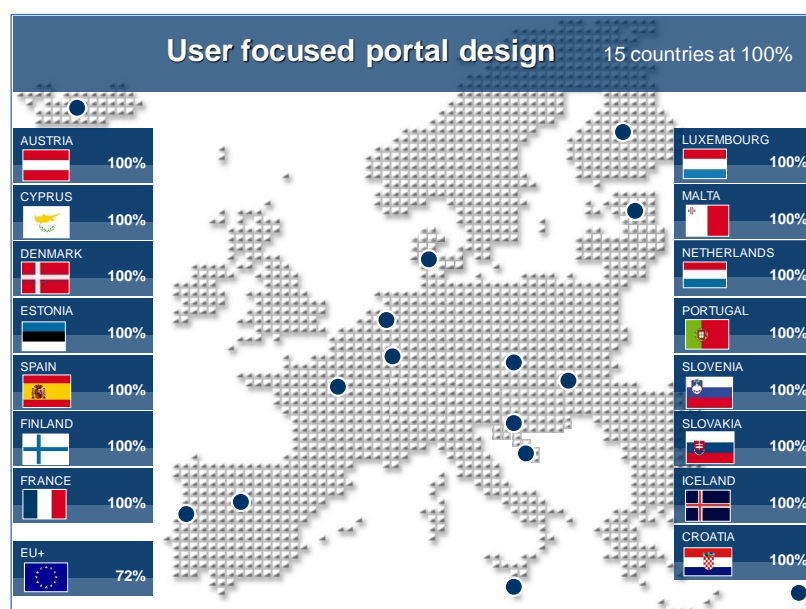 User focused portal design
15 countries at 100%
AUSTRIA
100%
CYPRUS
100%
DENMARK
100%
ESTONIA
100%
SPAIN
100%
FINLAND
100%
FRANCE
100%
EU+
72%
LUXEMBOURG
100%
MALTA
100%
NETHERLANDS
100%
PORTUGAL
100%
SLOVENIA
100%
SLOVAKIA
100%
ICELAND
100%
CROATIA
100%